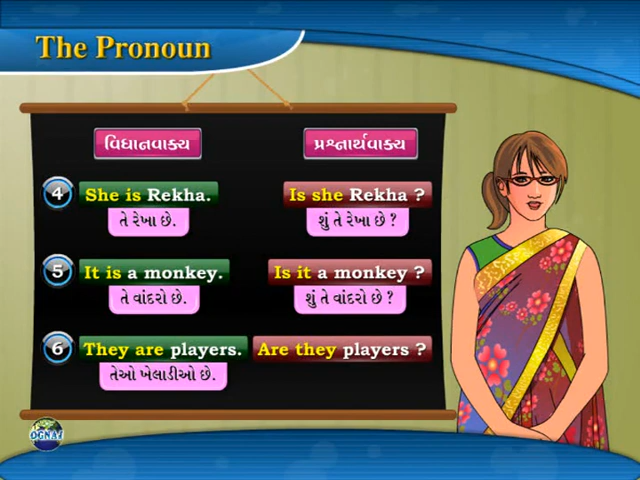 The Pronoun
વિધાનવાક્ય
પ્રશ્નાર્થવાક્ય
4 She is Rekha. Is she Rekha ?
તે રેખા છે. શું તે રેખા છે ?
5 It is a monkey. Is it a monkey ?
તે વાંદરો છે. શું તે વાંદરો છે ?
6 They are players. Are they players ?
તેઓ ખેલાડીઓ છે.